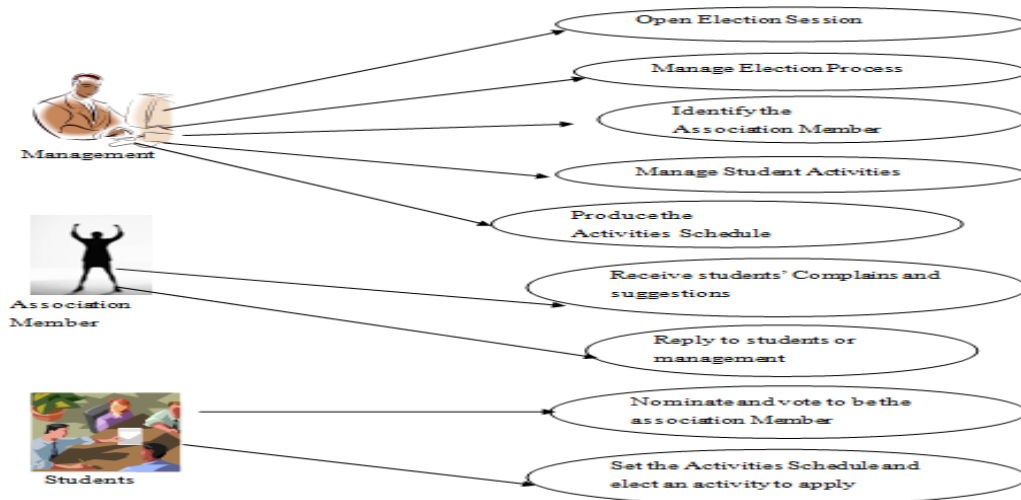 Open Election Session
Manage Election Process
Identify the
Association Member
Management
Manage Student Activities
Produce the
Activities Schedule
Receive students' Complains and
suggestions
Association
Member
Reply to students or
management
Nominate and vote to be the
association Member
Set the Activities Schedule and
elect an activity to apply
Students